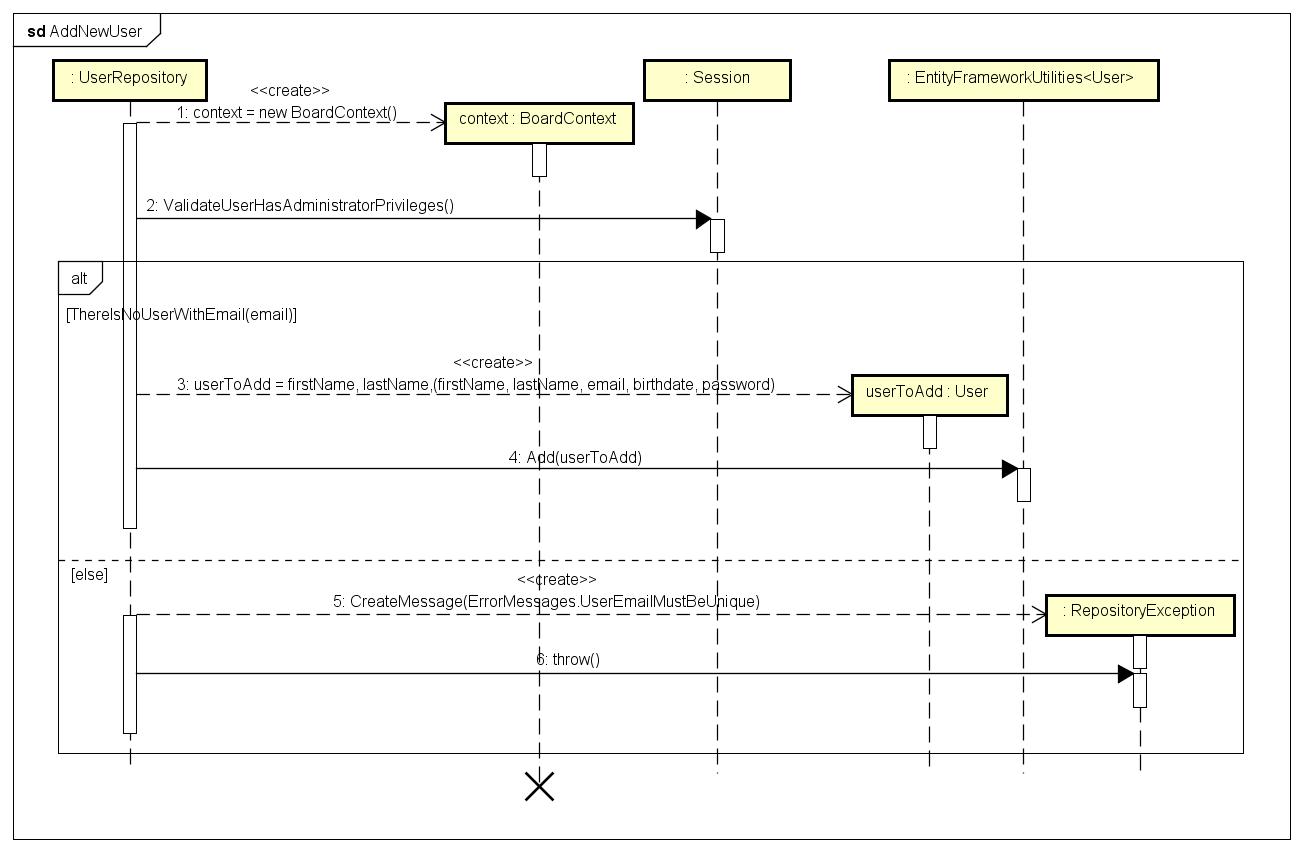 sd AddNewUser
: UserRepository
: Session
: EntityFrameworkUtilities<User>
<<create>>
1: context = new BoardContext()
context : BoardContext
2: ValidateUserHasAdministratorPrivileges()
alt
[ThereIsNoUserWithEmail(email)]
<<create>>
3: userToAdd = firstName, lastName,(firstName, lastName, email, birthdate, password)
userToAdd : User
4: Add(userToAdd)
[else]
<<create>>
5: CreateMessage(ErrorMessages.UserEmailMustBeUnique)
: RepositoryException
6: throw()